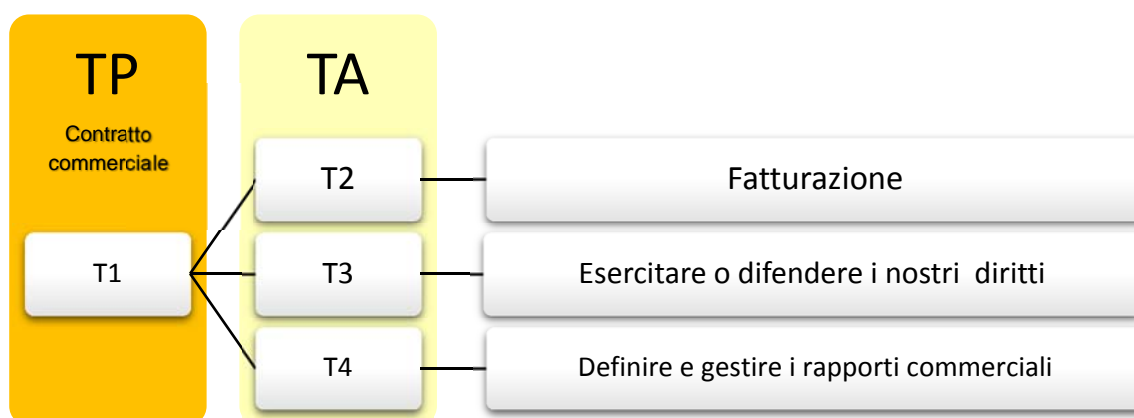 TP
Contratto
commerciale
T1
TA
T2
T3
T4
Fatturazione
Esercitare o difendere i nostri diritti
Definire e gestire i rapporti commerciali